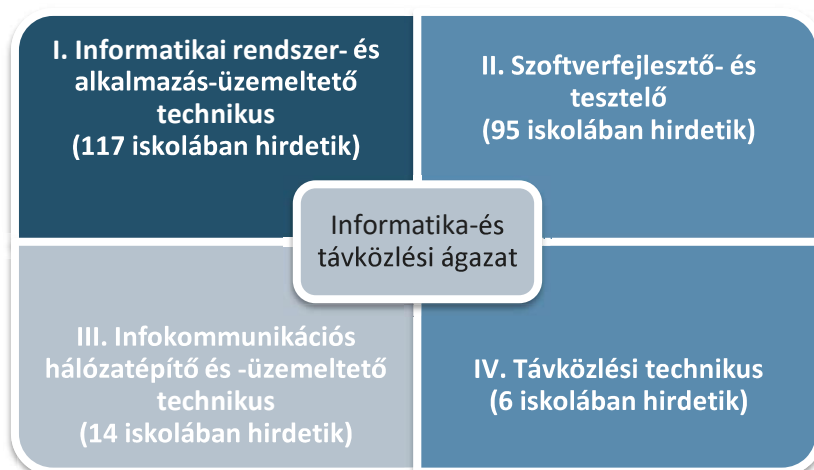 I. Informatikai rendszer- és
alkalmazás-üzemeltető
technikus
(117 iskolában hirdetik)
II. Szoftverfejlesztő- és
tesztelő
(95 iskolában hirdetik)
Informatika-és
távközlési ágazat
III. Infokommunikációs
hálózatépítő és -üzemeltető
technikus
(14 iskolában hirdetik)
IV. Távközlési technikus
(6 iskolában hirdetik)